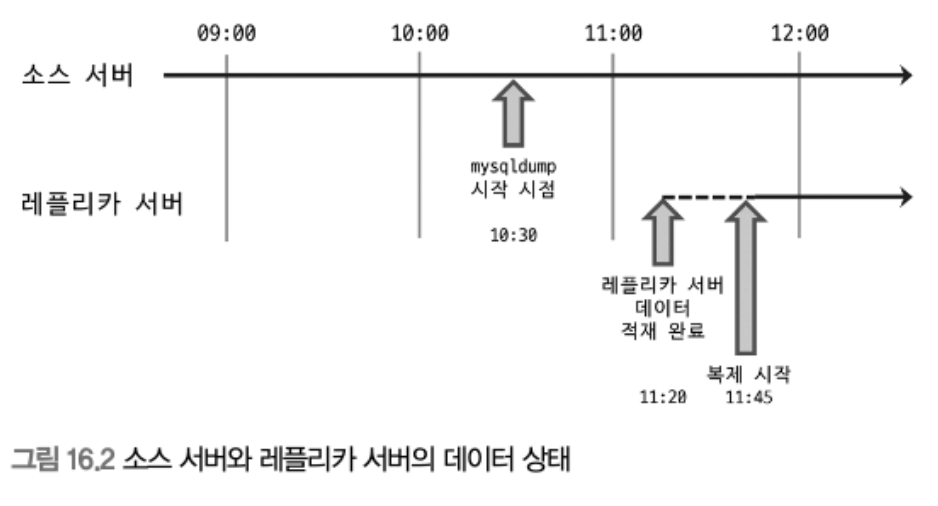 09:00 10:00 11:00 12:00
소스 서버
mysqldump
시작 시점
10:30
레플리카 서버
레플리카 서버
데이터
적재 완료
11:20
복제 시작
11:45
그림 16.2 소스 서버와 레플리카 서버의 데이터 상태